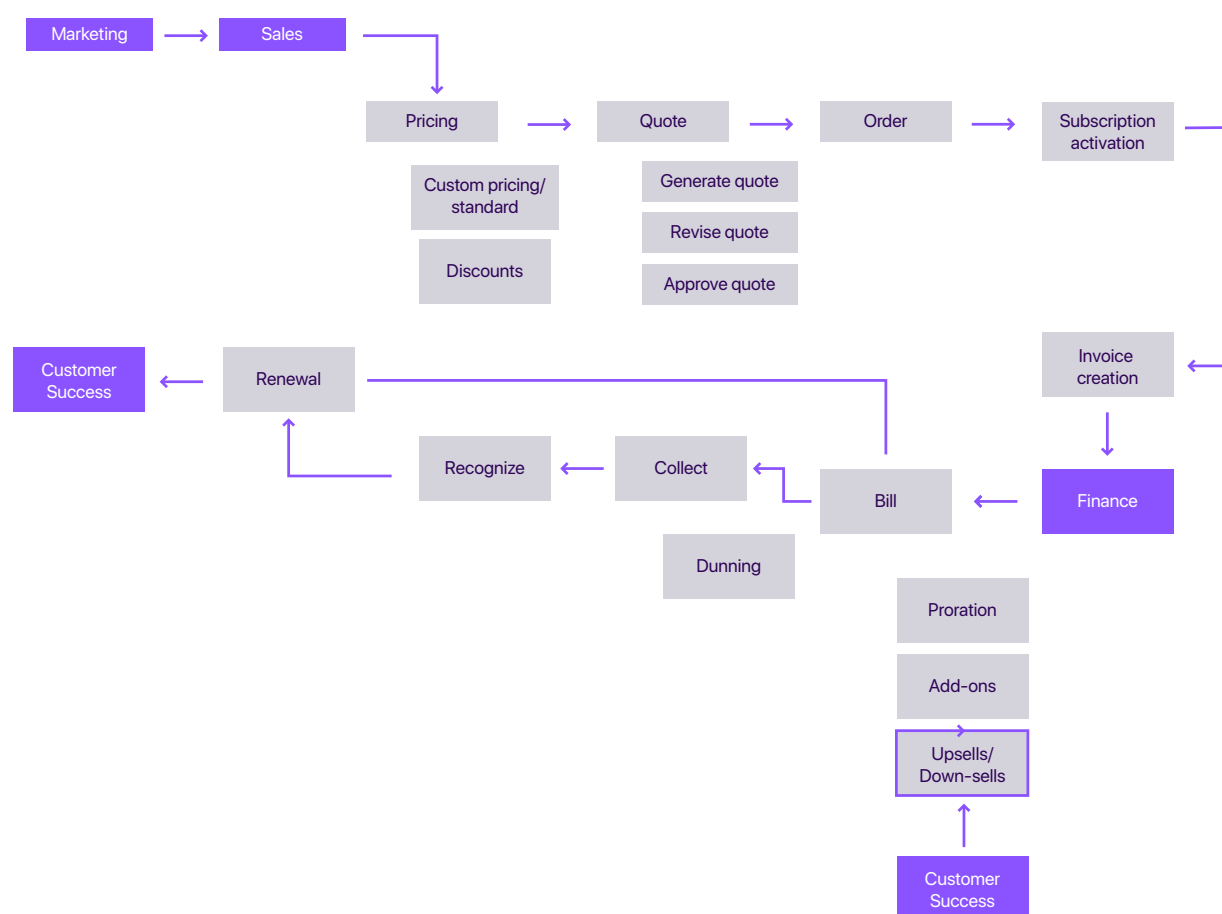 Marketing
Sales
Pricing
Quote
Order
Subscription
activation
Custom pricing/
standard
Discounts
Generate quote
Revise quote
Approve quote
Customer
Success
Renewal
Invoice
creation
Recognize
Collect
Bill
Finance
Dunning
Proration
Add-ons
Upsells/
Down-sells
Customer
Success